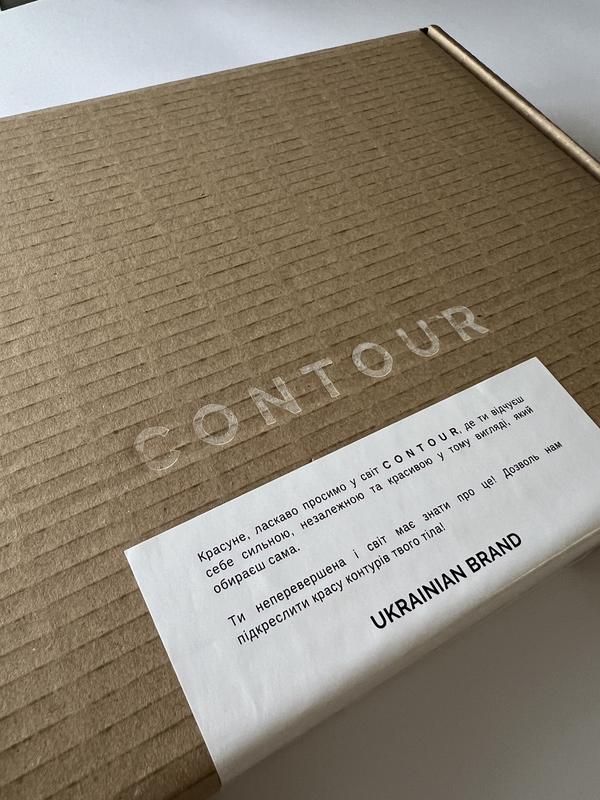 CONTOUR
Красуне, ласкаво просимо у світ CONTOUR, де ти відчуєш
себе сильною, незалежною та красивою у тому вигляді, який
обираєш сама.
Ти неперевершена і світ має знати про це! Дозволь нам
підкреслити красу контурів твого тіла!
UKRAINIAN BRAND